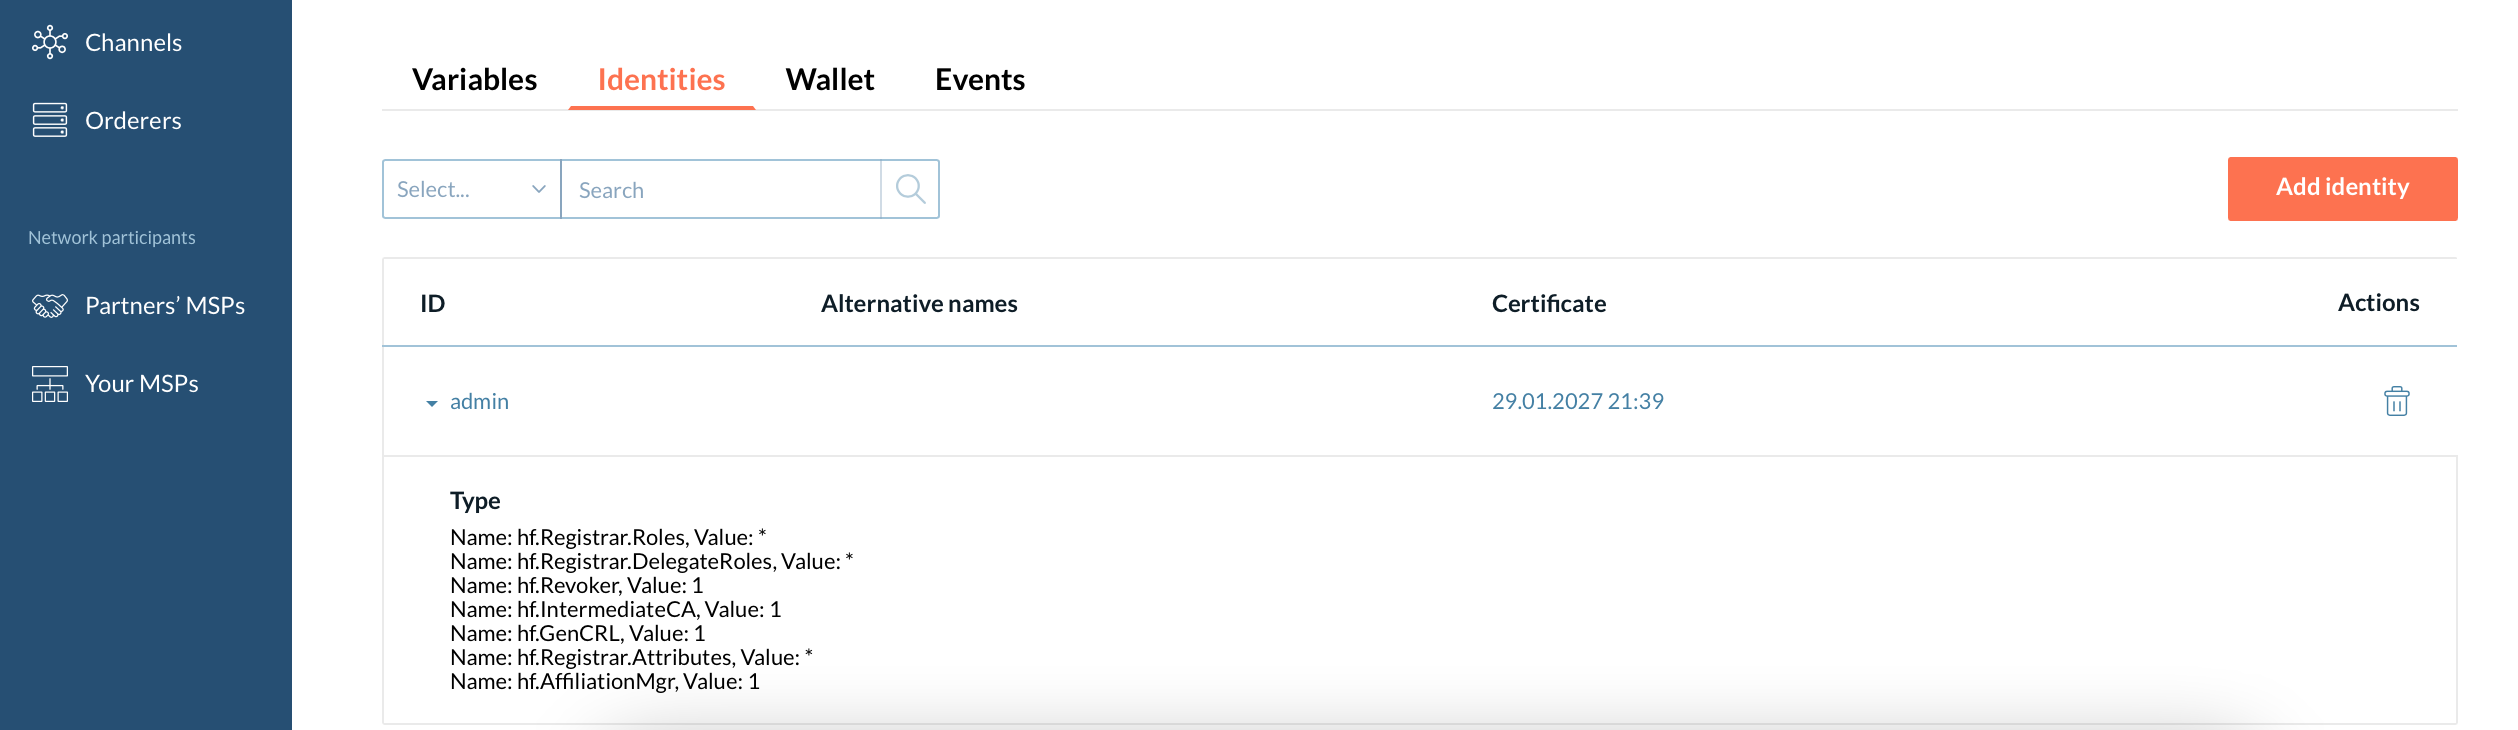 Channels
Orderers
Network participants
Partners’ MSPs
Your MSPs
Variables Identities Wallet Events
Select... Search
Add identity
ID Alternative names Certificate Actions
admin 29.01.2027 21:39
Type
Name: hf.Registrar.Roles, Value: *
Name: hf.Registrar.DelegateRoles, Value: *
Name: hf.Revoker, Value: 1
Name: hf.IntermediateCA, Value: 1
Name: hf.GenCRL, Value: 1
Name: hf.Registrar.Attributes, Value: *
Name: hf.AffiliationMgr, Value: 1